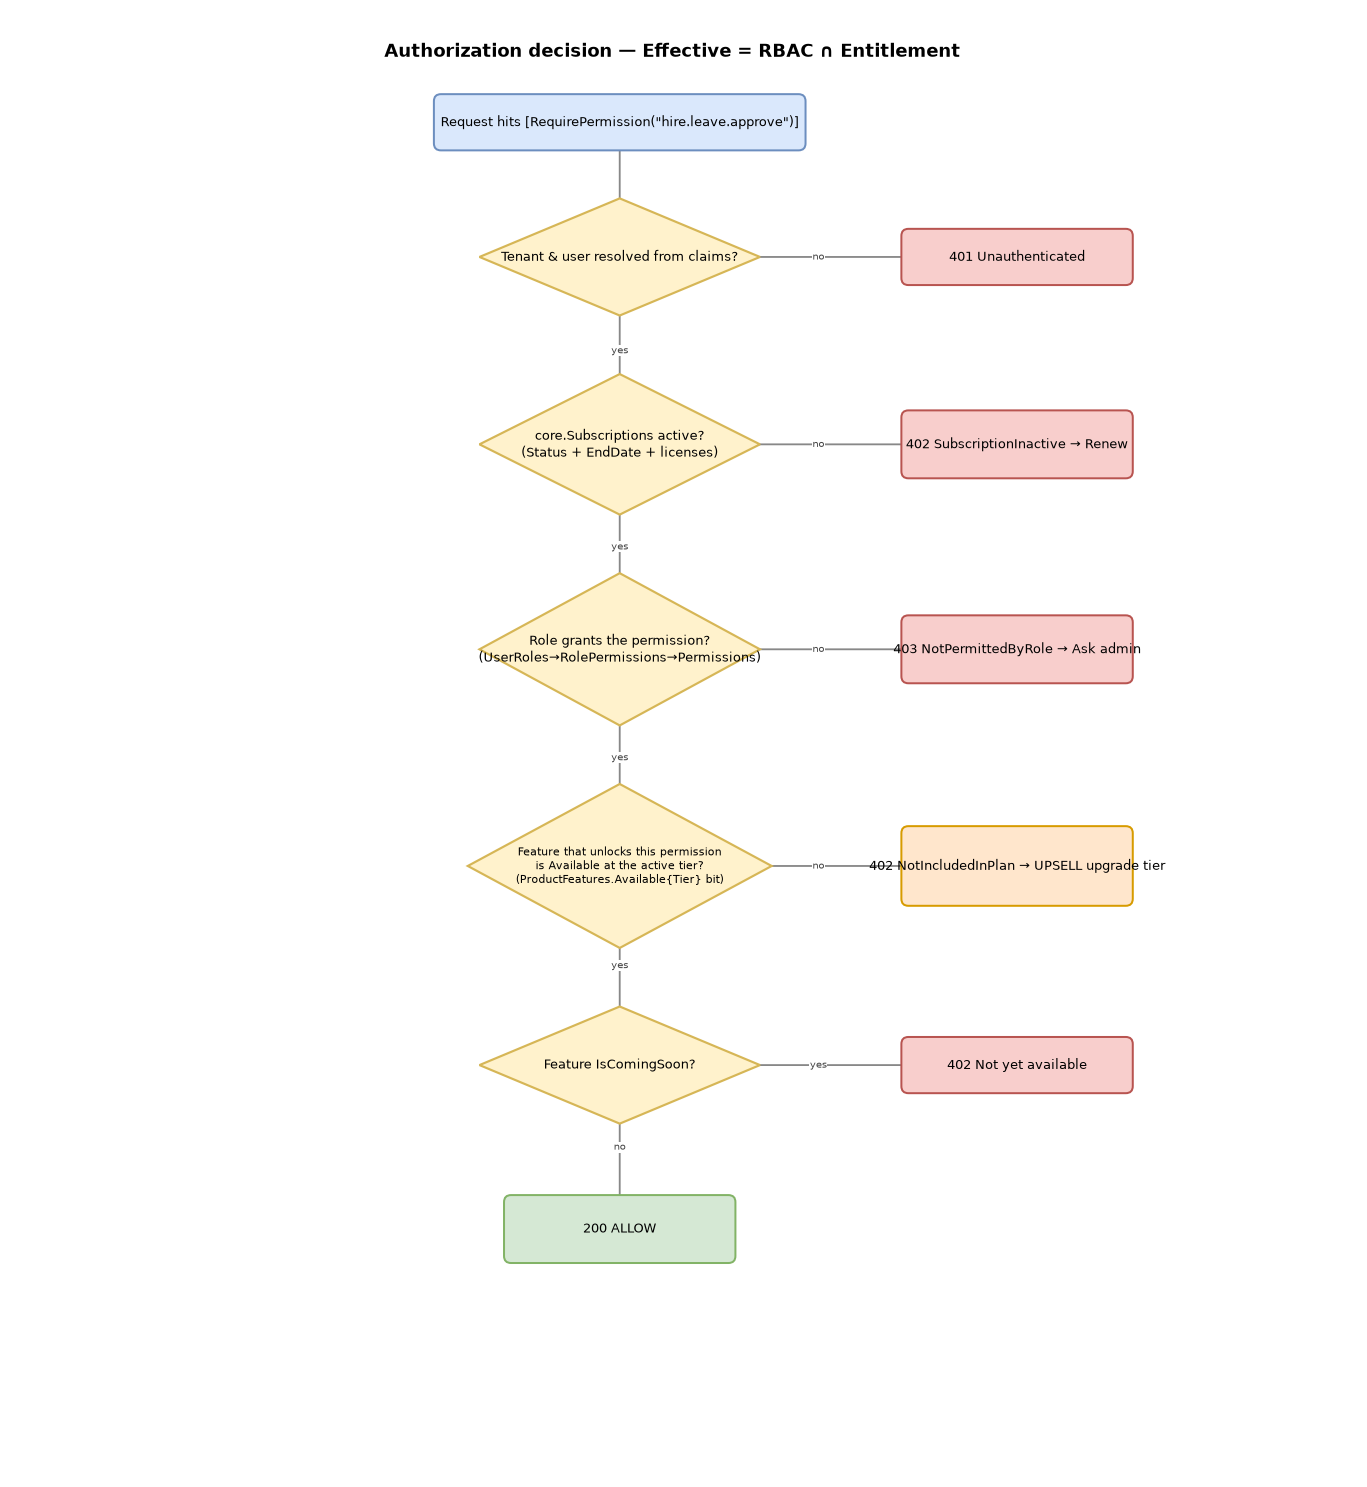 Authorization decision — Effective = RBAC ∩ Entitlement
Request hits [RequirePermission("hire.leave.approve")]
Tenant & user resolved from claims?
no
401 Unauthenticated
yes
core.Subscriptions active?
(Status + EndDate + licenses)
no
402 SubscriptionInactive → Renew
yes
Role grants the permission?
(UserRoles→RolePermissions→Permissions)
no
403 NotPermittedByRole → Ask admin
yes
Feature that unlocks this permission
is Available at the active tier?
(ProductFeatures.Available{Tier} bit)
no
402 NotIncludedInPlan → UPSELL upgrade tier
yes
Feature IsComingSoon?
yes
402 Not yet available
no
200 ALLOW